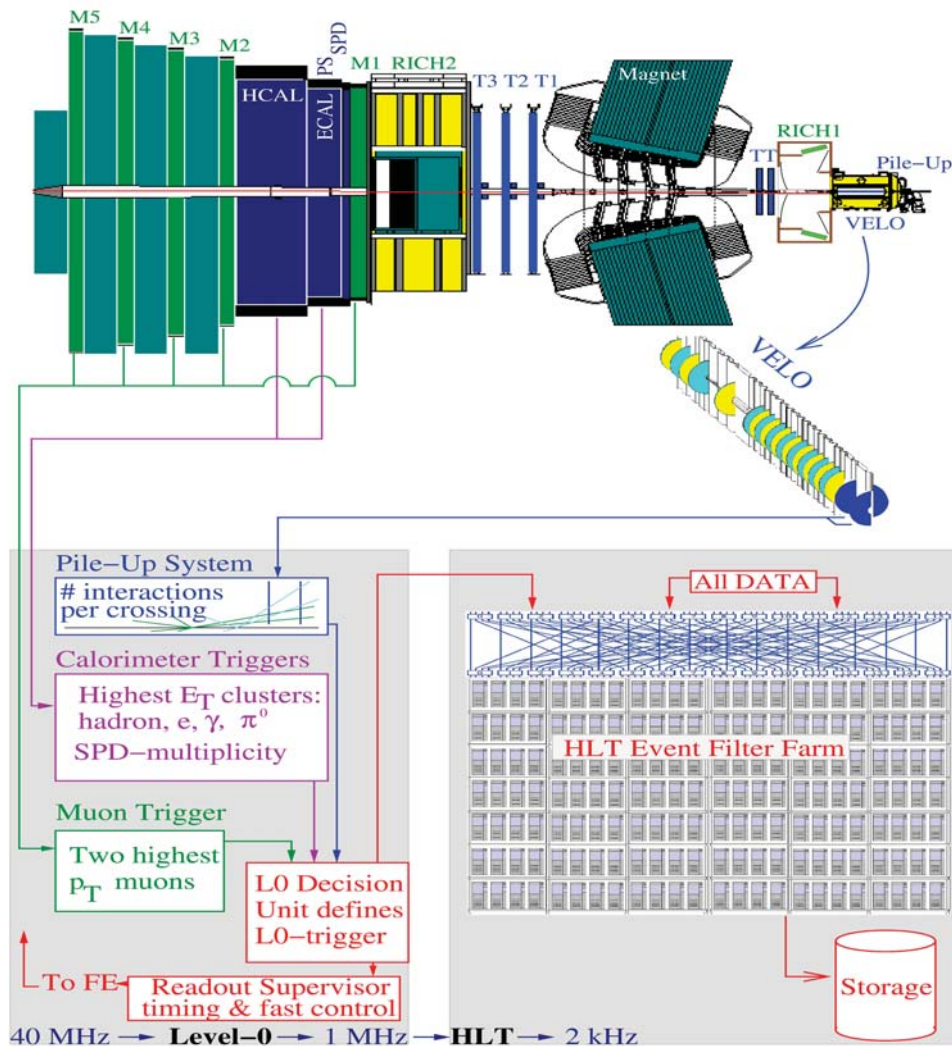 M5
M4
M3
M2
HCAL
ECAL
PS
SPD
M1 RICH2
T3 T2 T1
Magnet
TT
RICH1
Pile−Up
VELO
VELO
Pile−Up System
# interactions
per crossing
Calorimeter Triggers
Highest E_T clusters:
hadron, e, γ, π⁰
SPD−multiplicity
Muon Trigger
Two highest
p_T muons
L0 Decision
Unit defines
L0−trigger
To FE
Readout Supervisor
timing & fast control
All DATA
HLT Event Filter Farm
Storage
40 MHz Level−0 1 MHz HLT 2 kHz